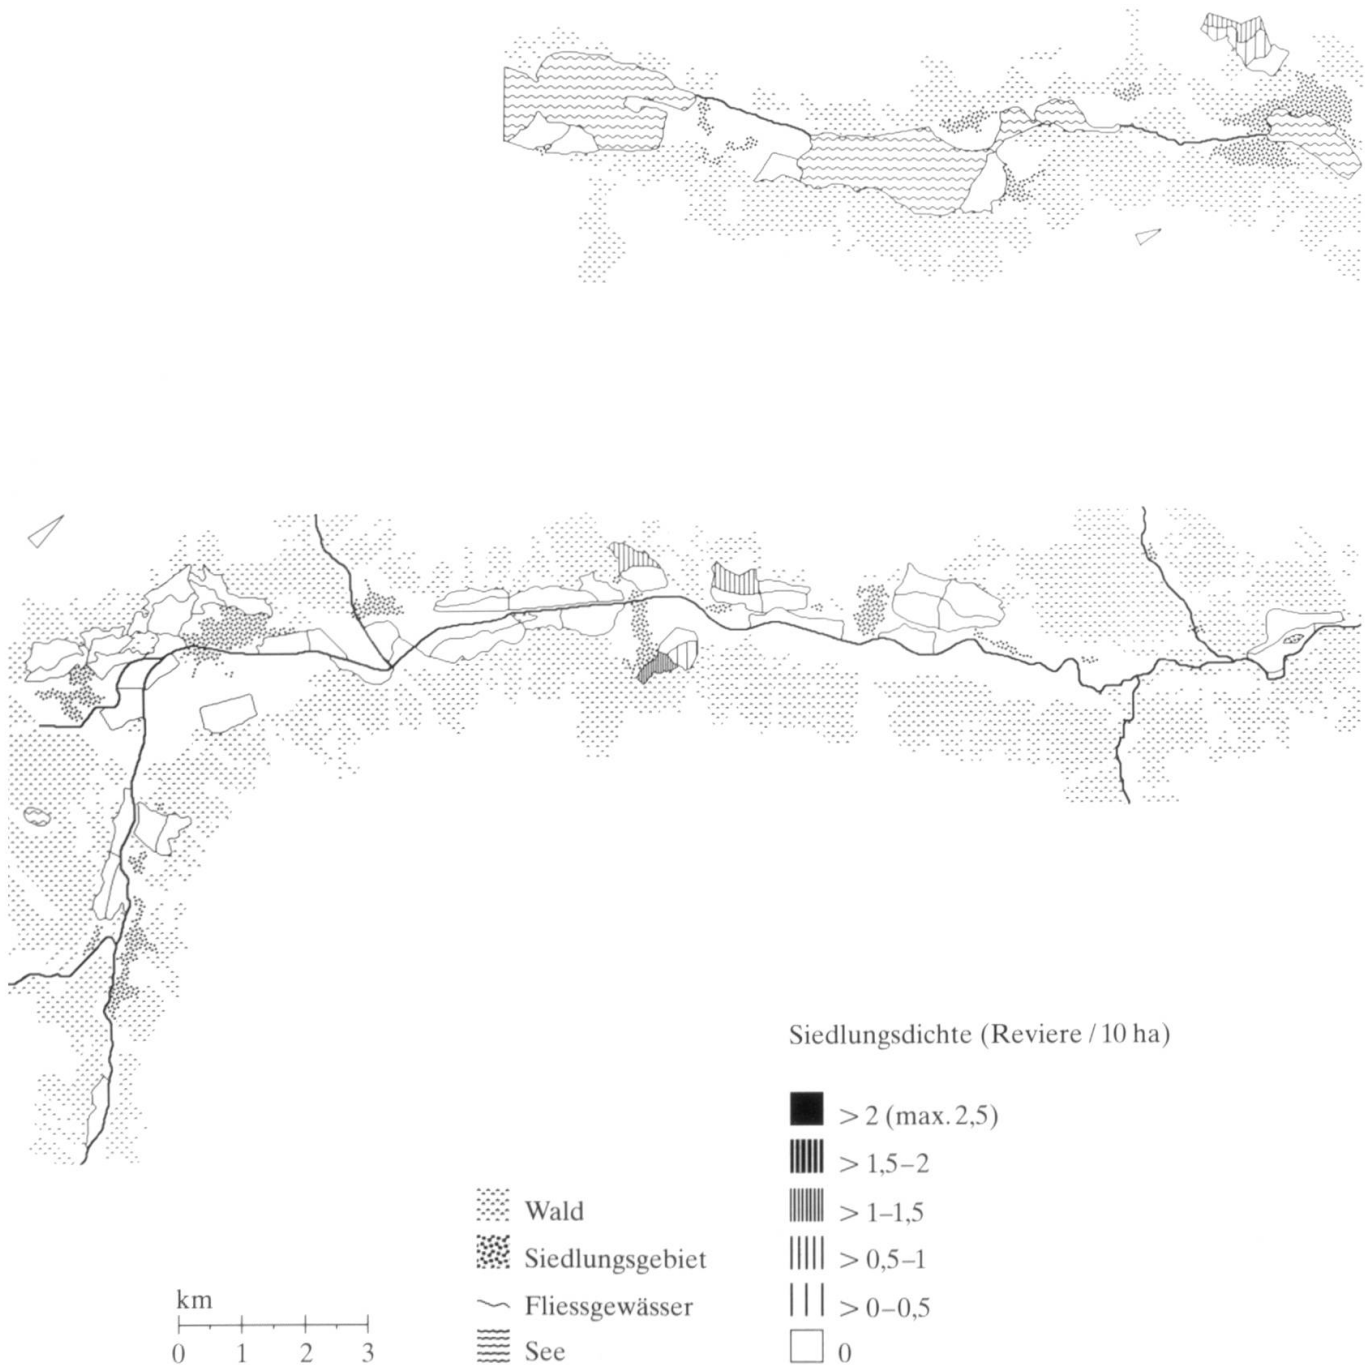 Siedlungsdichte (Reviere / 10 ha)
> 2 (max. 2,5)
> 1,5–2
> 1–1,5
> 0,5–1
> 0–0,5
0
Wald
Siedlungsgebiet
Fliessgewässer
See
km
0 1 2 3